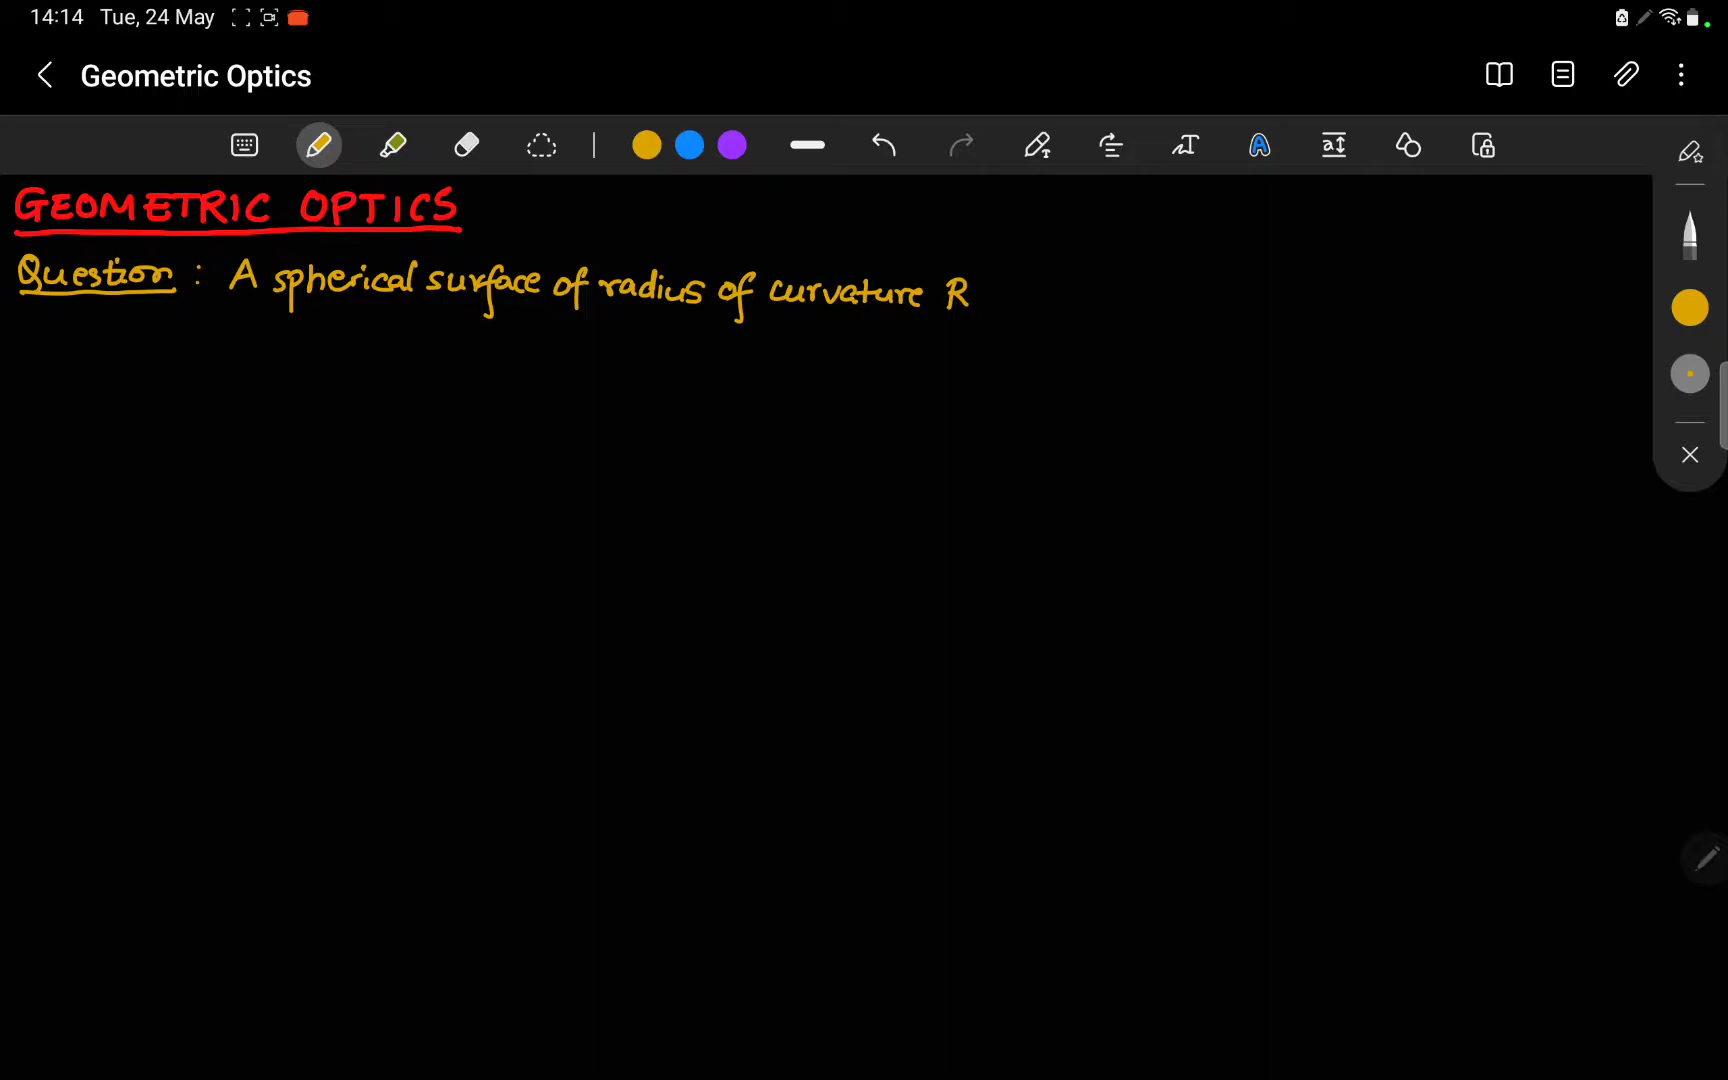 14:14 Tue, 24 May
Geometric Optics
GEOMETRIC OPTICS
Question : A spherical surface of radius of curvature R